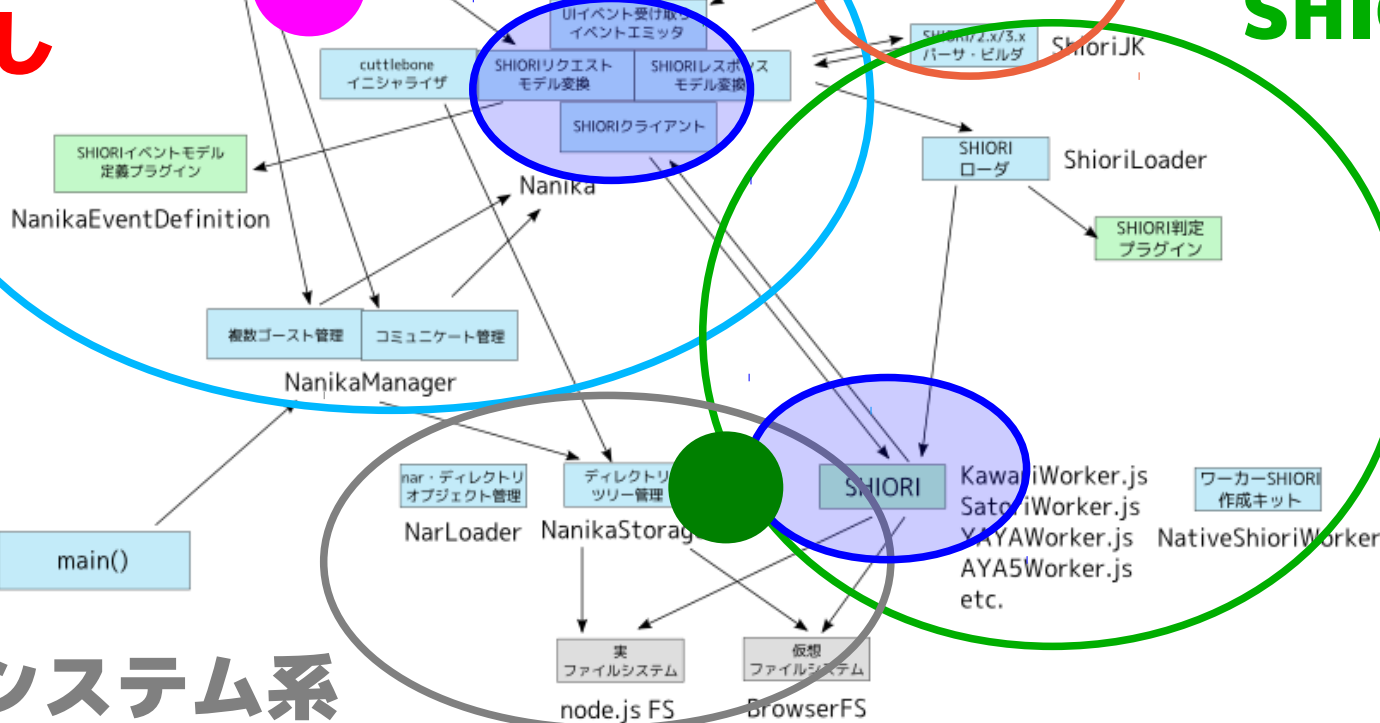 し
SHIO
UIイベント受け取り
イベントエミッタ
SHIORI/2.x/3.x
パーサ・ビルダ
ShioriJK
cuttlebone
イニシャライザ
SHIORIリクエスト
モデル変換
SHIORIレスポンス
モデル変換
SHIORIクライアント
SHIORIイベントモデル
定義プラグイン
NanikaEventDefinition
Nanika
SHIORI
ローダ
ShioriLoader
SHIORI判定
プラグイン
複数ゴースト管理
コミュニケート管理
NanikaManager
nar・ディレクトリ
オブジェクト管理
NarLoader
ディレクトリ
ツリー管理
NanikaStorag
SHIORI
KawariWorker.js
SatoriWorker.js
YAYAWorker.js
AYA5Worker.js
etc.
ワーカーSHIORI
作成キット
NativeShioriWorker
main()
実
ファイルシステム
node.js FS
仮想
ファイルシステム
BrowserFS
システム系